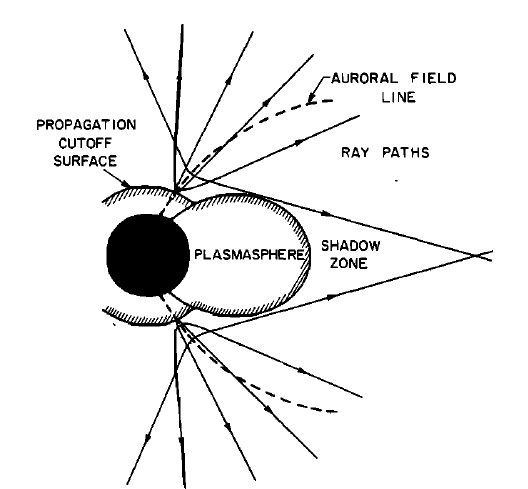 AURORAL FIELD
LINE
PROPAGATION
CUTOFF
SURFACE
RAY PATHS
PLASMASPHERE
SHADOW
ZONE